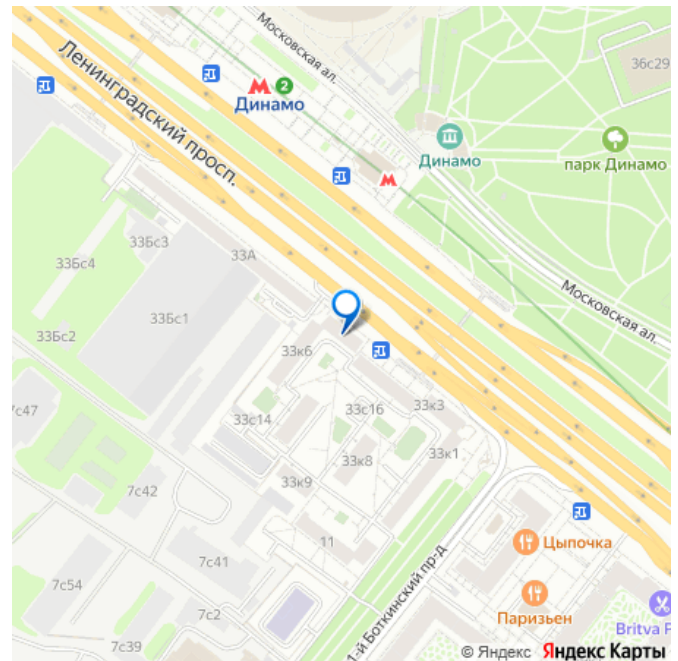 Московская ал.
36с29
2
Динамо
Ленинградский просп.
Динамо
парк Динамо
33Бс3
33А
33Бс4
33Бс1
Московская ал.
33Бс2
33к6
/с47
33с14
33с16
33к3
33к8
33к1
33к9
7с42
11
Цыпочка
7с41
7с54
Паризьен
7с2
1-й Боткинский пр-д
7с39
Britva F
© Яндекс Яндекс Карты